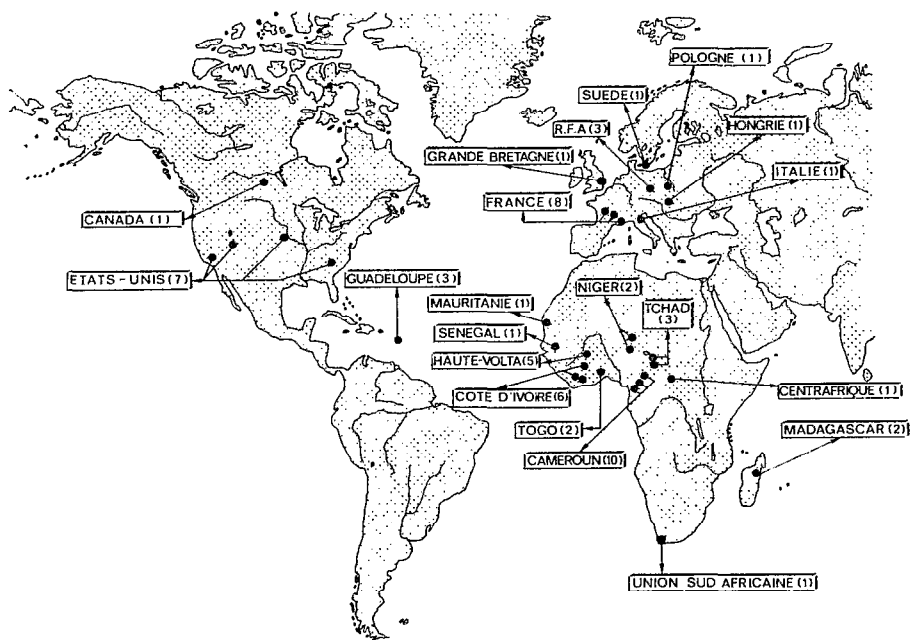 POLOGNE (1)
SUEDE (1)
R.F.A (3)
HONGRIE (1)
GRANDE BRETAGNE (1)
ITALIE (1)
FRANCE (8)
CANADA (1)
ETATS-UNIS (7)
GUADELOUPE (3)
NIGER (2)
TCHAD
(3)
MAURITANIE (1)
SENEGAL (1)
HAUTE-VOLTA (5)
COTE D'IVOIRE (6)
CENTRAFRIQUE (1)
TOGO (2)
MADAGASCAR (2)
CAMEROUN (10)
UNION SUD AFRICAINE (1)